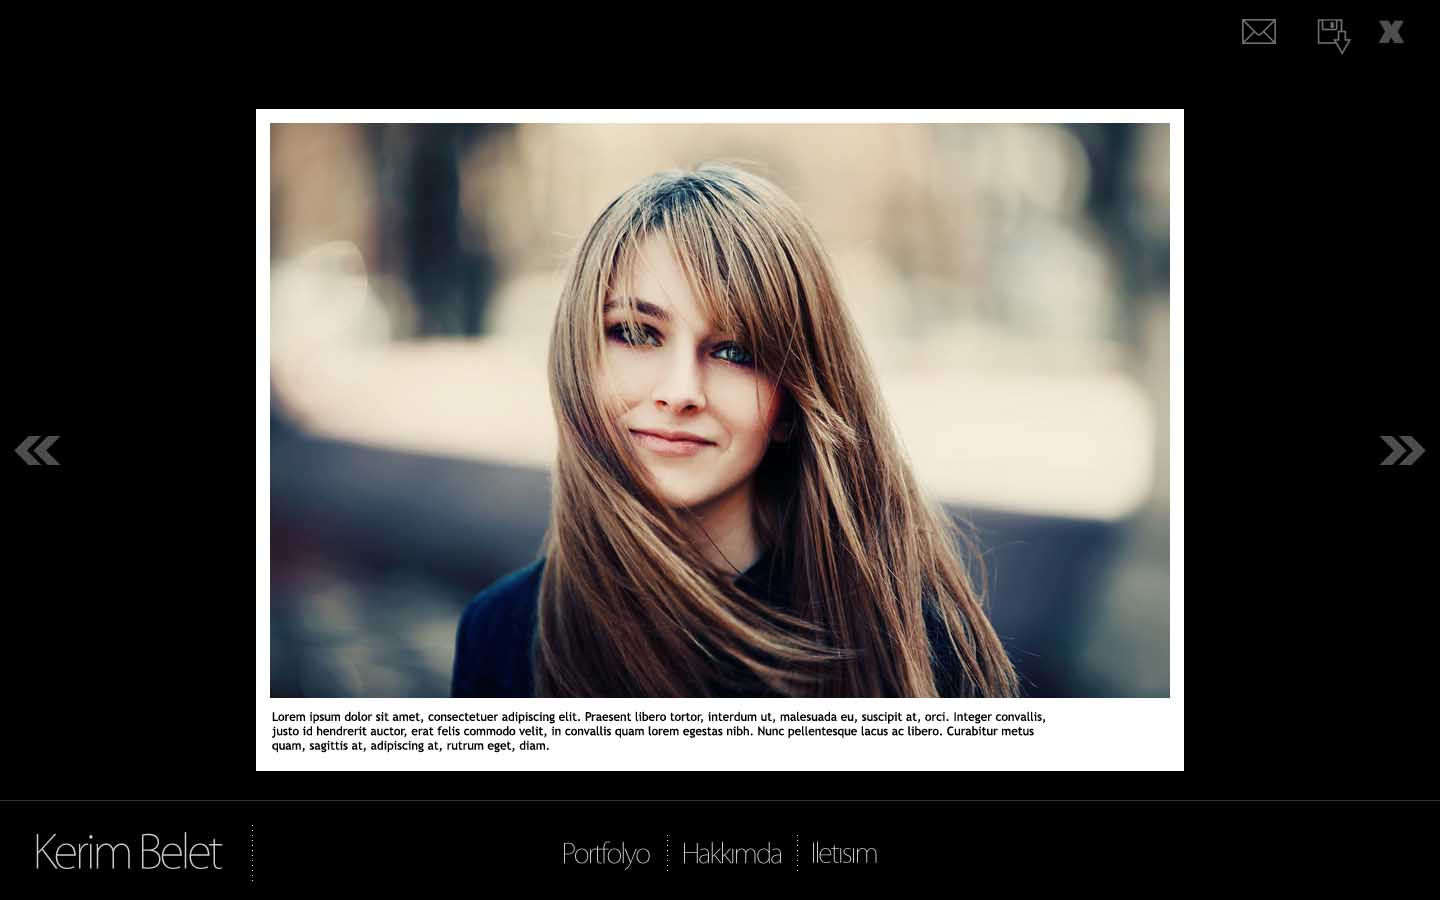 X
Lorem ipsum dolor sit amet, consectetuer adipiscing elit. Praesent libero tortor, interdum ut, malesuada eu, suscipit at, orci. Integer convallis,
justo id hendrerit auctor, erat felis commodo velit, in convallis quam lorem egestas nibh. Nunc pellentesque lacus ac libero. Curabitur metus
quam, sagittis at, adipiscing at, rutrum eget, diam.
Kerim Belet
Portfolyo Hakkımda Iletısım